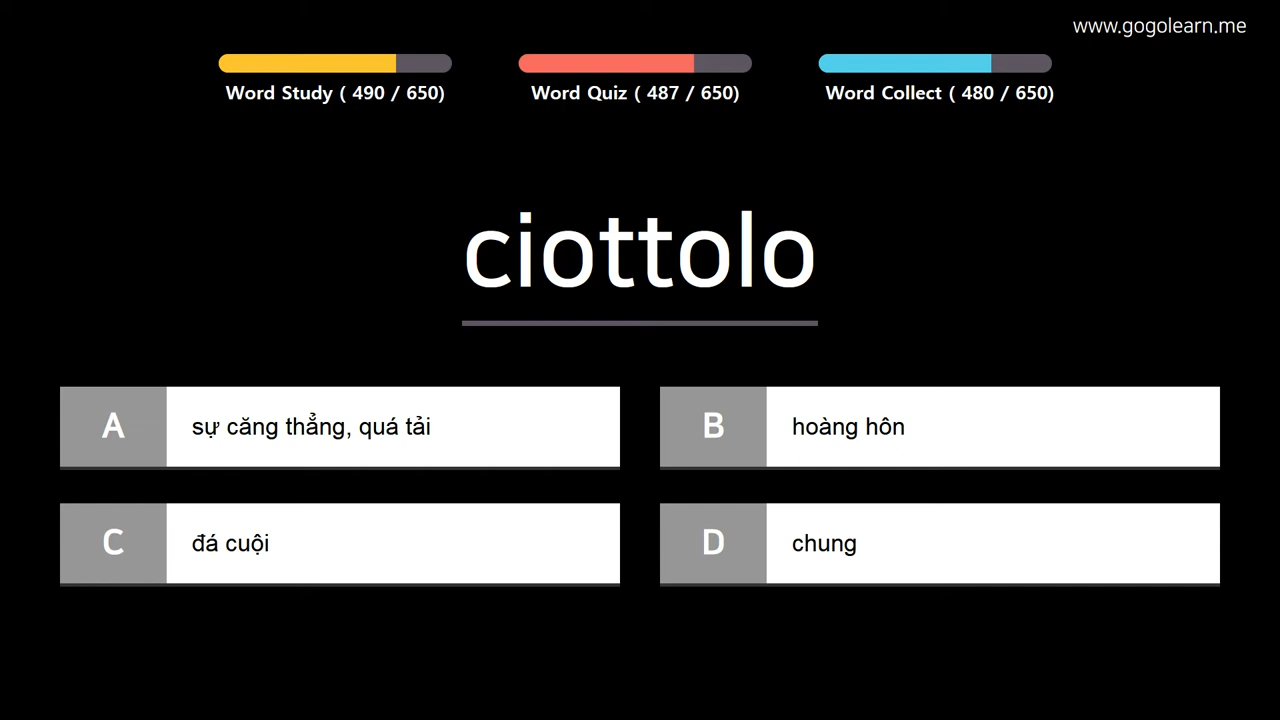 www.gogolearn.me
Word Study ( 490 / 650)
Word Quiz ( 487 / 650)
Word Collect ( 480 / 650)
ciottolo
A
sự căng thẳng, quá tải
B
hoàng hôn
C
đá cuội
D
chung